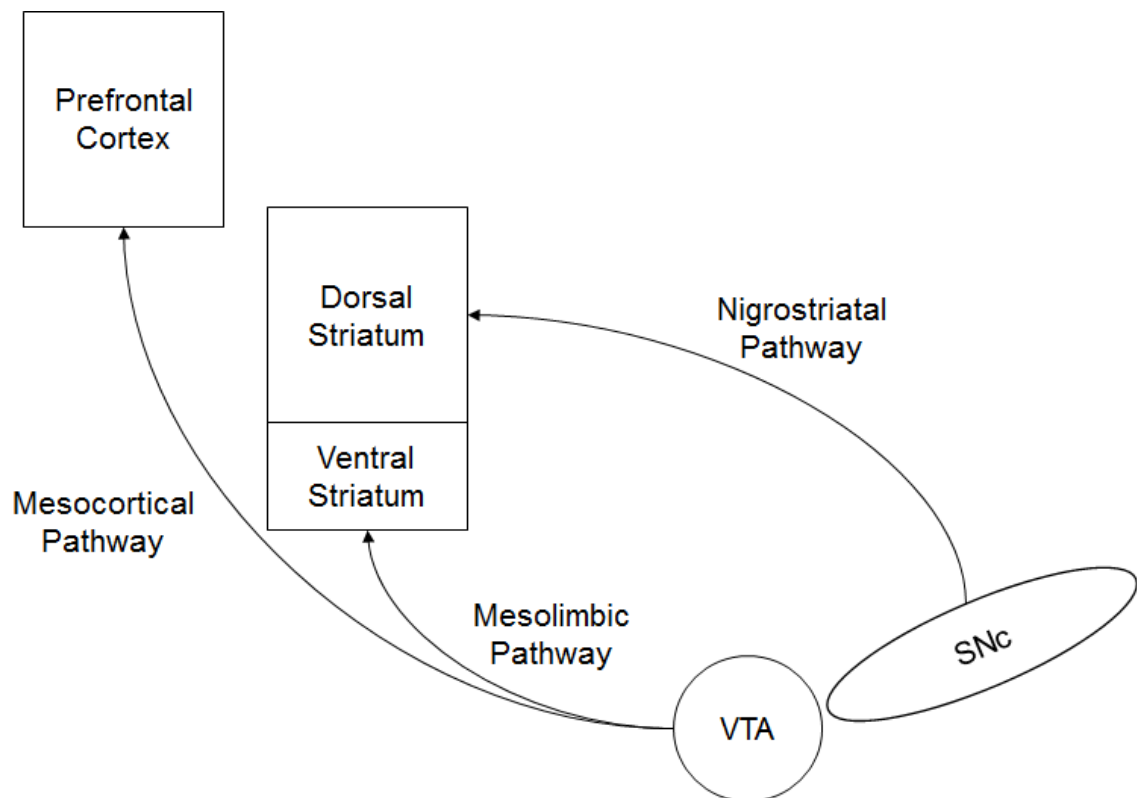 Prefrontal
Cortex
Dorsal
Striatum
Nigrostriatal
Pathway
Ventral
Striatum
Mesocortical
Pathway
Mesolimbic
Pathway
SNc
VTA